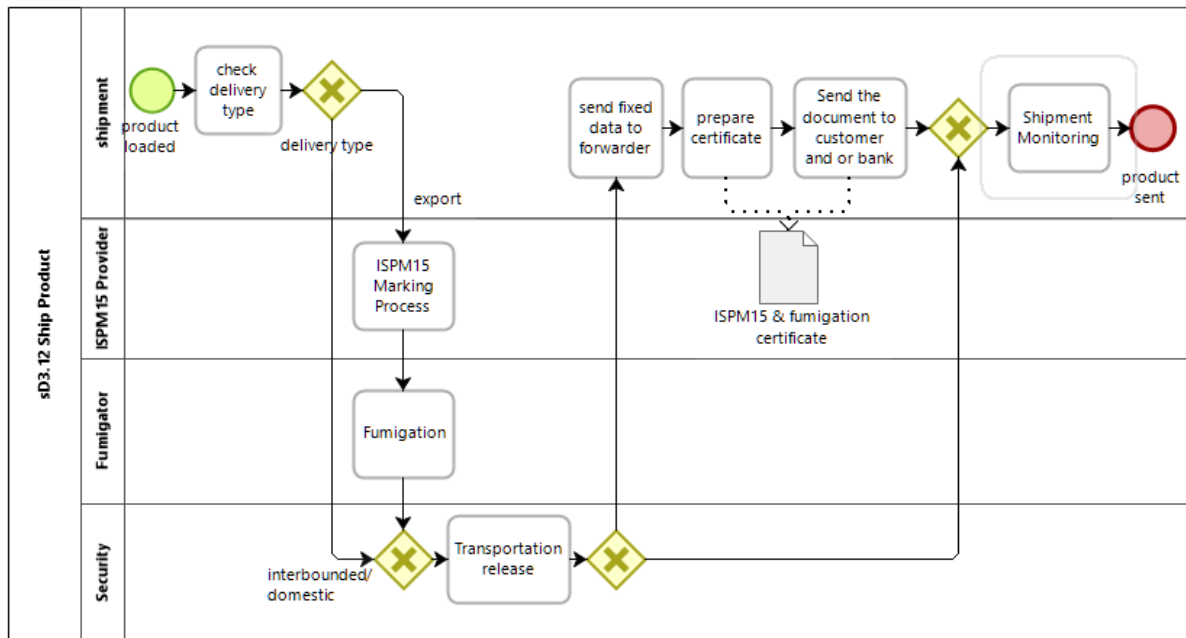 sD3.12 Ship Product
shipment
product
loaded
check
delivery
type
delivery type
export
send fixed
data to
forwarder
prepare
certificate
Send the
document to
customer
and or bank
Shipment
Monitoring
product
sent
ISPM15 Provider
ISPM15
Marking
Process
ISPM15 & fumigation
certificate
Fumigator
Fumigation
Security
interbounded/
domestic
Transportation
release